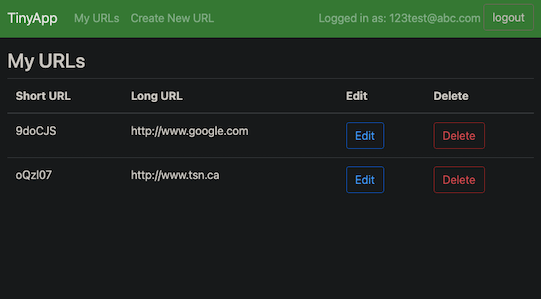 TinyApp My URLs Create New URL Logged in as: 123test@abc.com logout
My URLs
Short URL Long URL Edit Delete
9doCJS http://www.google.com Edit Delete
oQzl07 http://www.tsn.ca Edit Delete